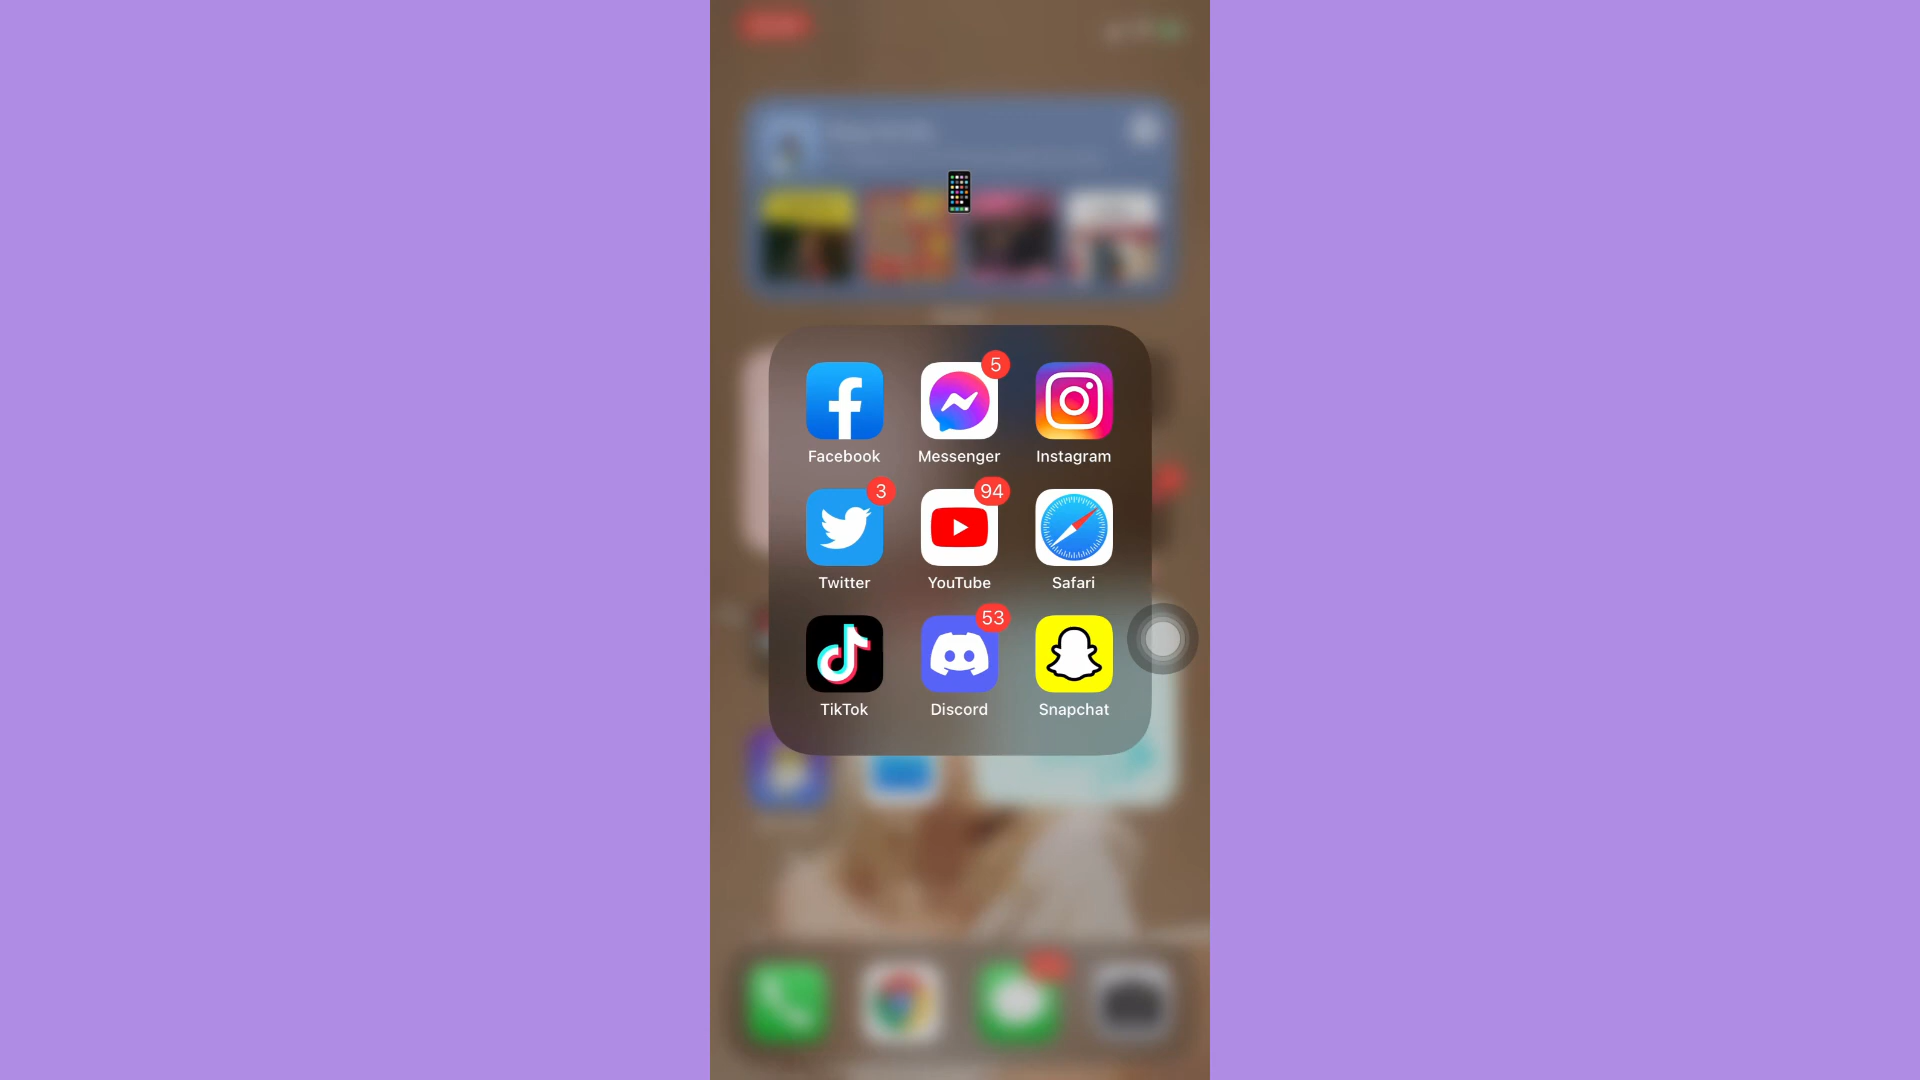 5
Facebook Messenger Instagram
3 94
Twitter YouTube Safari
53
TikTok Discord Snapchat